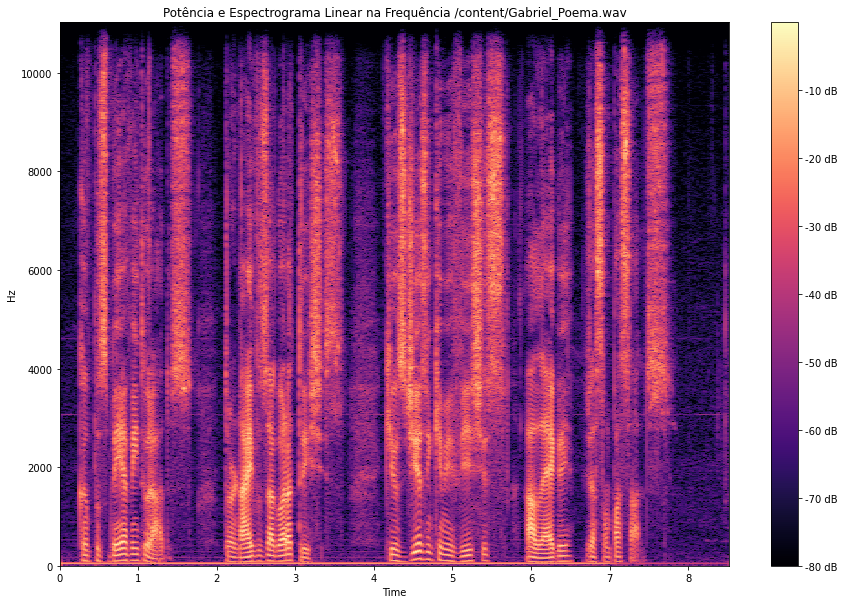 Potência e Espectrograma Linear na Frequência /content/Gabriel_Poema.wav
10000
8000
6000
4000
2000
0
Hz
0
1
2
3
4
5
6
7
8
Time
-10 dB
-20 dB
-30 dB
-40 dB
-50 dB
-60 dB
-70 dB
-80 dB